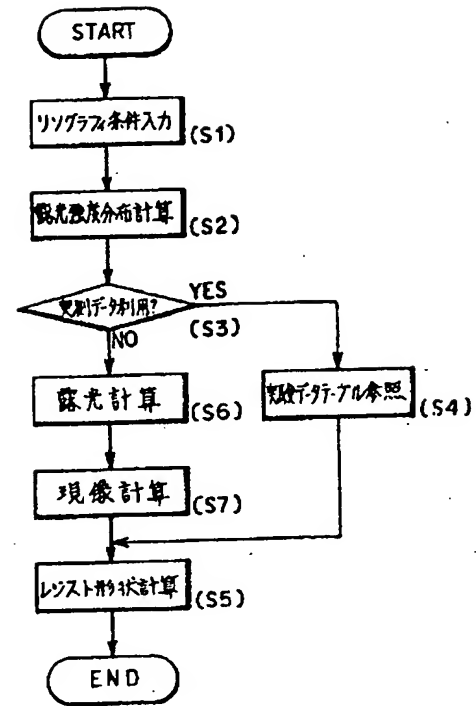 START
リソグラフィ条件入力
(S1)
露光強度分布計算
(S2)
実測データ利用?
YES
(S3)
NO
露光計算
(S6)
実験データテーブル参照
(S4)
現像計算
(S7)
レジスト形状計算
(S5)
END